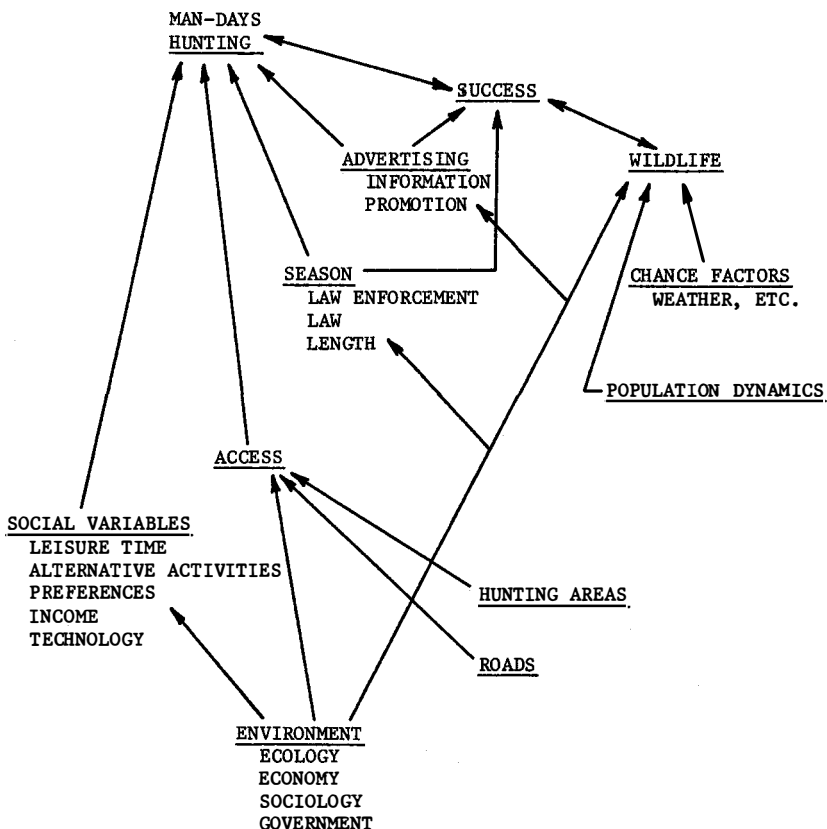 MAN-DAYS
HUNTING
SUCCESS
ADVERTISING
INFORMATION
PROMOTION
WILDLIFE
SEASON
LAW ENFORCEMENT
LAW
LENGTH
CHANCE FACTORS
WEATHER, ETC.
POPULATION DYNAMICS
ACCESS
SOCIAL VARIABLES
LEISURE TIME
ALTERNATIVE ACTIVITIES
PREFERENCES
INCOME
TECHNOLOGY
HUNTING AREAS
ROADS
ENVIRONMENT
ECOLOGY
ECONOMY
SOCIOLOGY
GOVERNMENT